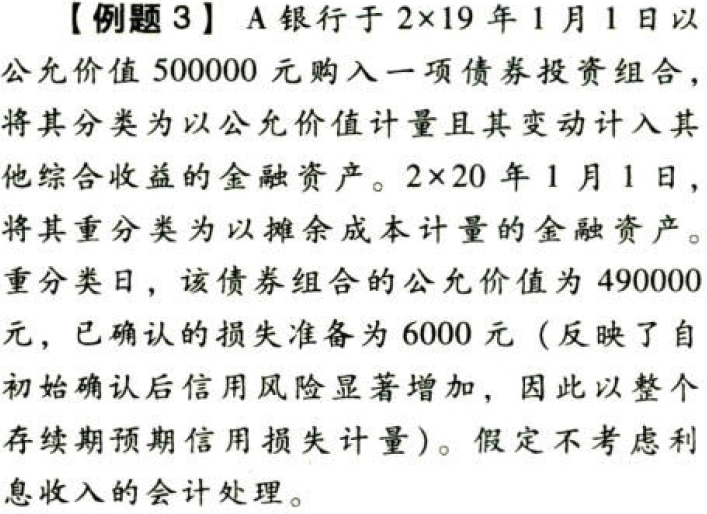 【例题3】 A银行于2×19年1月1日以
公允价值500000元购入一项债券投资组合，
将其分类为以公允价值计量且其变动计入其
他综合收益的金融资产。2×20年1月1日，
将其重分类为以摊余成本计量的金融资产。
重分类日，该债券组合的公允价值为490000
元，已确认的损失准备为6000元（反映了自
初始确认后信用风险显著增加，因此以整个
存续期预期信用损失计量）。假定不考虑利
息收入的会计处理。